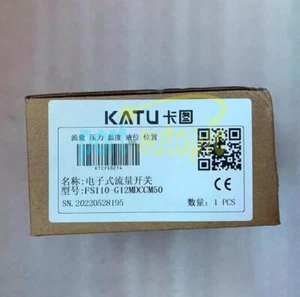 KATU 卡图
流量 压力 温度 液位 位置
名称:电子式流量开关
型号:FS110-G12MDCCM50
SN.20220528195
数量:1 PCS
CE